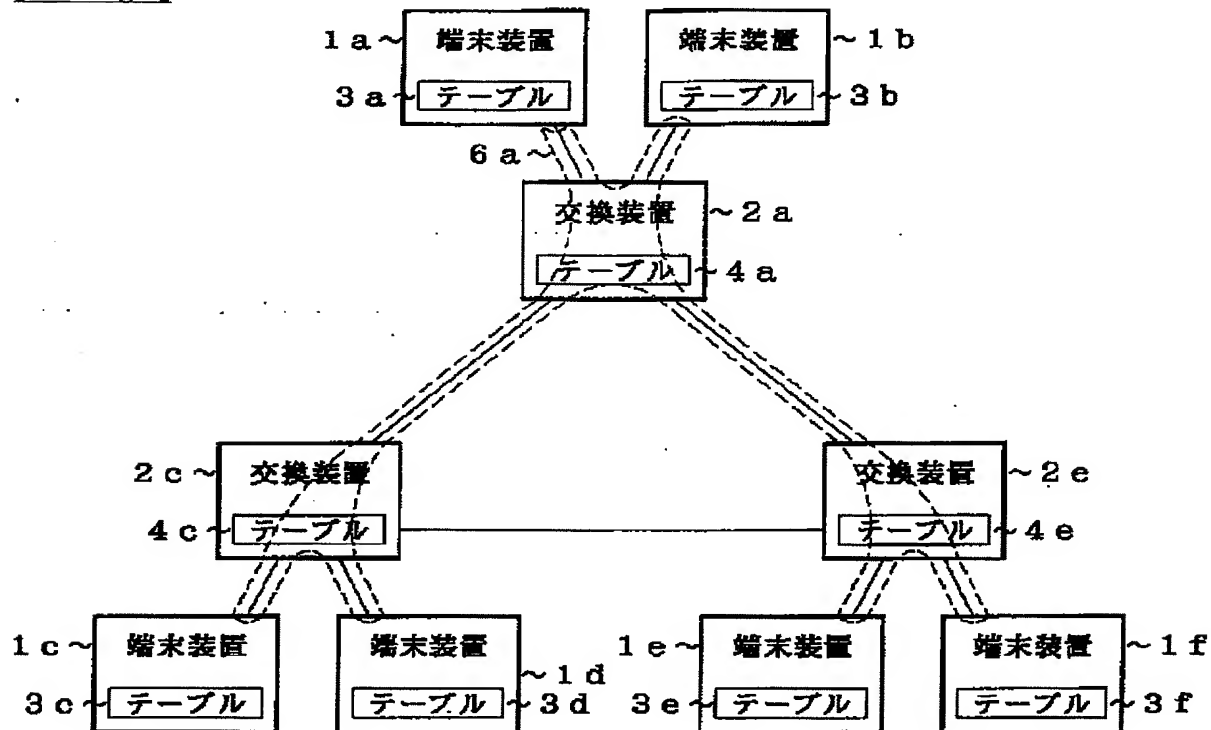 1a～ 端末装置 端末装置 ～1b
3a～ テーブル テーブル ～3b
6a～
交換装置 ～2a
テーブル ～4a
2c～ 交換装置 交換装置 ～2e
4c～ テーブル テーブル ～4e
1c～ 端末装置 端末装置 ～1d 1e～ 端末装置 端末装置 ～1f
3c～ テーブル テーブル ～3d 3e～ テーブル テーブル ～3f